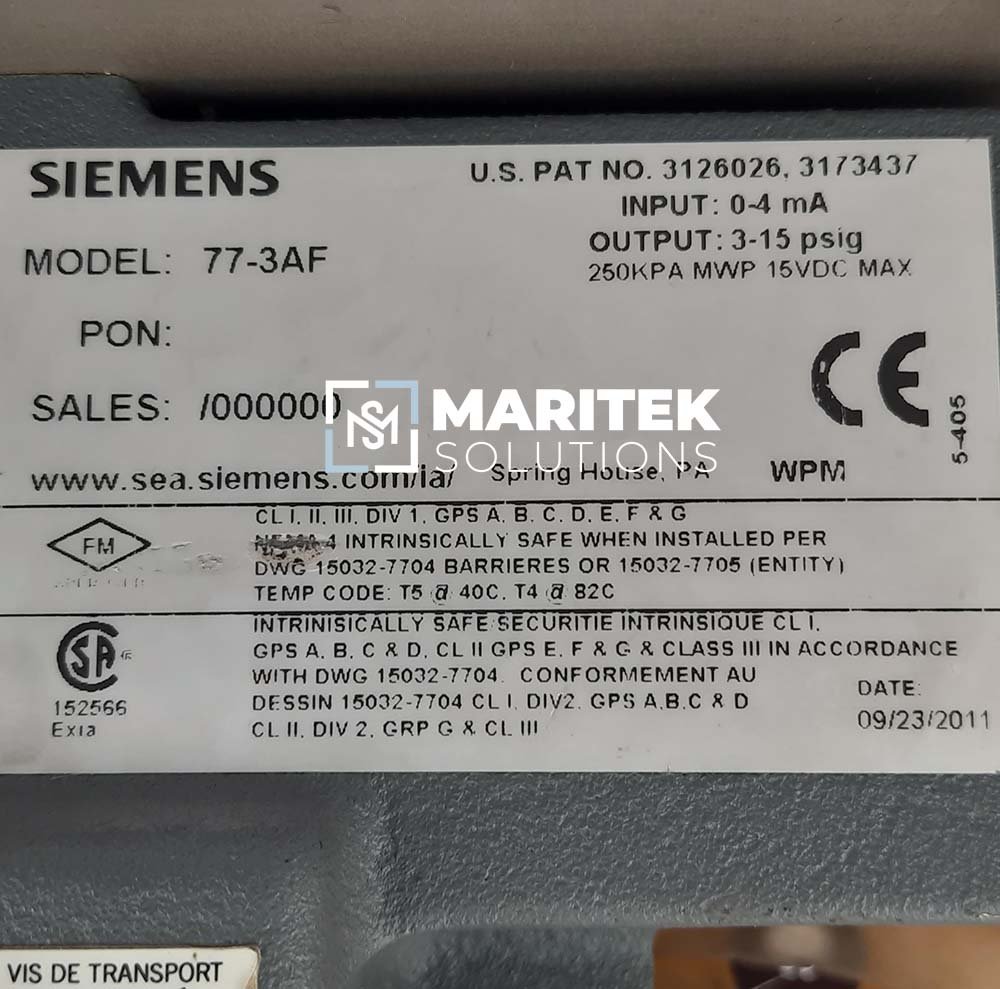 SIEMENS
U.S. PAT NO. 3126026, 3173437
INPUT: 0-4 mA
OUTPUT: 3-15 psig
250KPA MWP 15VDC MAX
MODEL: 77-3AF
PON:
SALES: /000000
CE
5-405
MS MARITEK
SOLUTIONS
www.sea.siemens.com/ia/ Spring House, PA WPM
FM
CL I, II, III, DIV 1, GPS A, B, C, D, E, F & G
4 INTRINSICALLY SAFE WHEN INSTALLED PER
DWG 15032-7704 BARRIERES OR 15032-7705 (ENTITY)
TEMP CODE: T5 @ 40C, T4 @ 82C
SA
152566
Exia
INTRINISICALLY SAFE/SECURITIE INTRINSIQUE CL I,
GPS A, B, C & D, CL II GPS E, F & G & CLASS III IN ACCORDANCE
WITH DWG 15032-7704. CONFORMEMENT AU
DESSIN 15032-7704 CL I, DIV2, GPS A,B,C & D
CL II, DIV 2, GRP G & CL III
DATE:
09/23/2011
VIS DE TRANSPORT